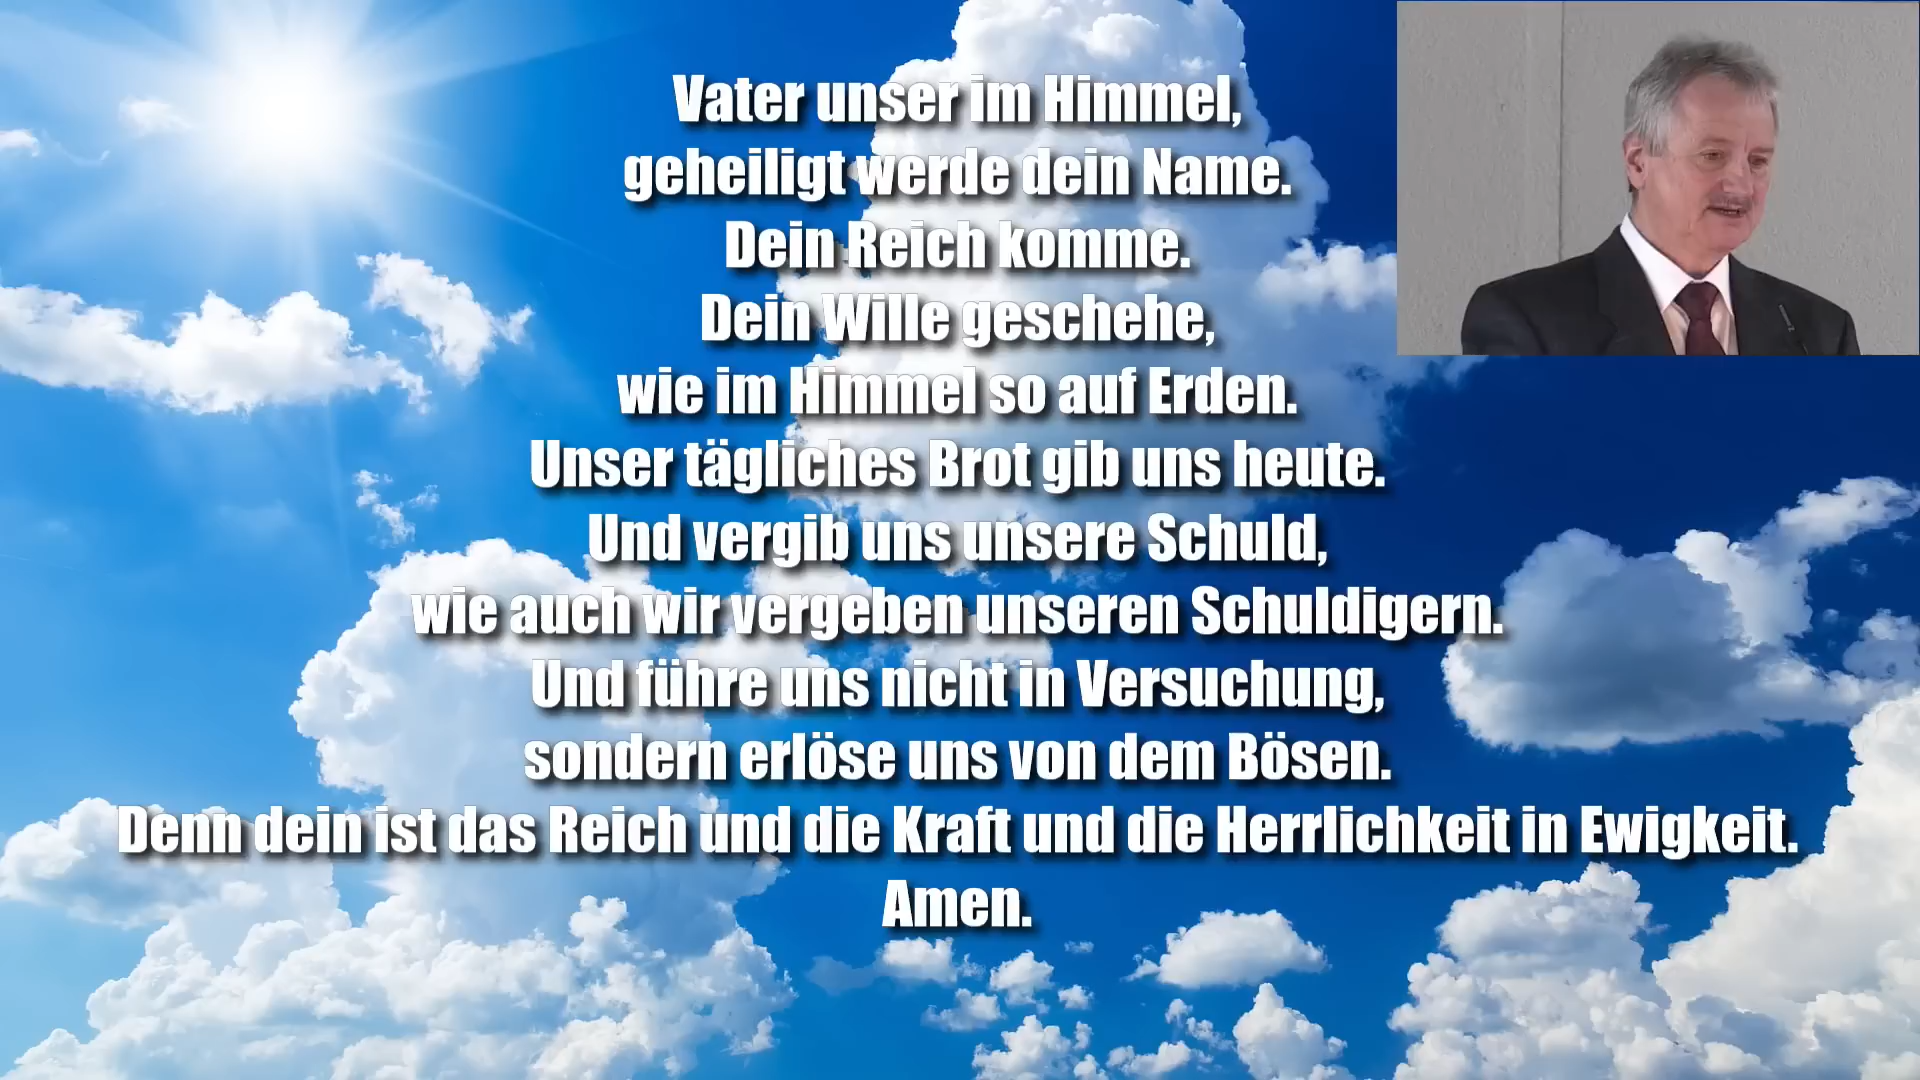 Vater unser im Himmel,
geheiligt werde dein Name.
Dein Reich komme.
Dein Wille geschehe,
wie im Himmel so auf Erden.
Unser tägliches Brot gib uns heute.
Und vergib uns unsere Schuld,
wie auch wir vergeben unseren Schuldigern.
Und führe uns nicht in Versuchung,
sondern erlöse uns von dem Bösen.
Denn dein ist das Reich und die Kraft und die Herrlichkeit in Ewigkeit.
Amen.